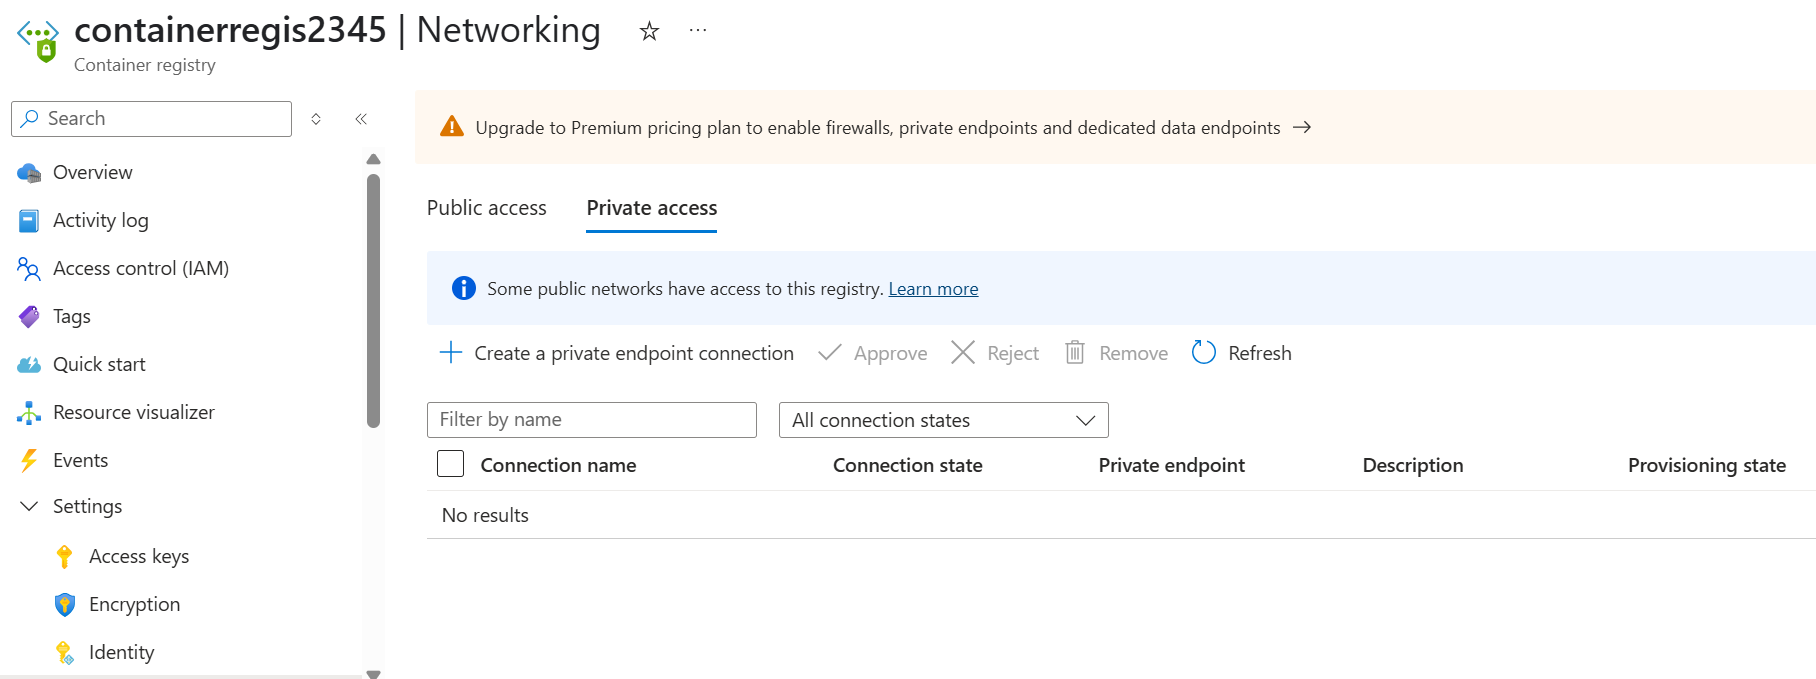 containerregis2345 | Networking
Container registry
Search
Overview
Activity log
Access control (IAM)
Tags
Quick start
Resource visualizer
Events
Settings
Access keys
Encryption
Identity
Upgrade to Premium pricing plan to enable firewalls, private endpoints and dedicated data endpoints
Public access Private access
Some public networks have access to this registry. Learn more
Create a private endpoint connection Approve Reject Remove Refresh
Filter by name All connection states
Connection name Connection state Private endpoint Description Provisioning state
No results